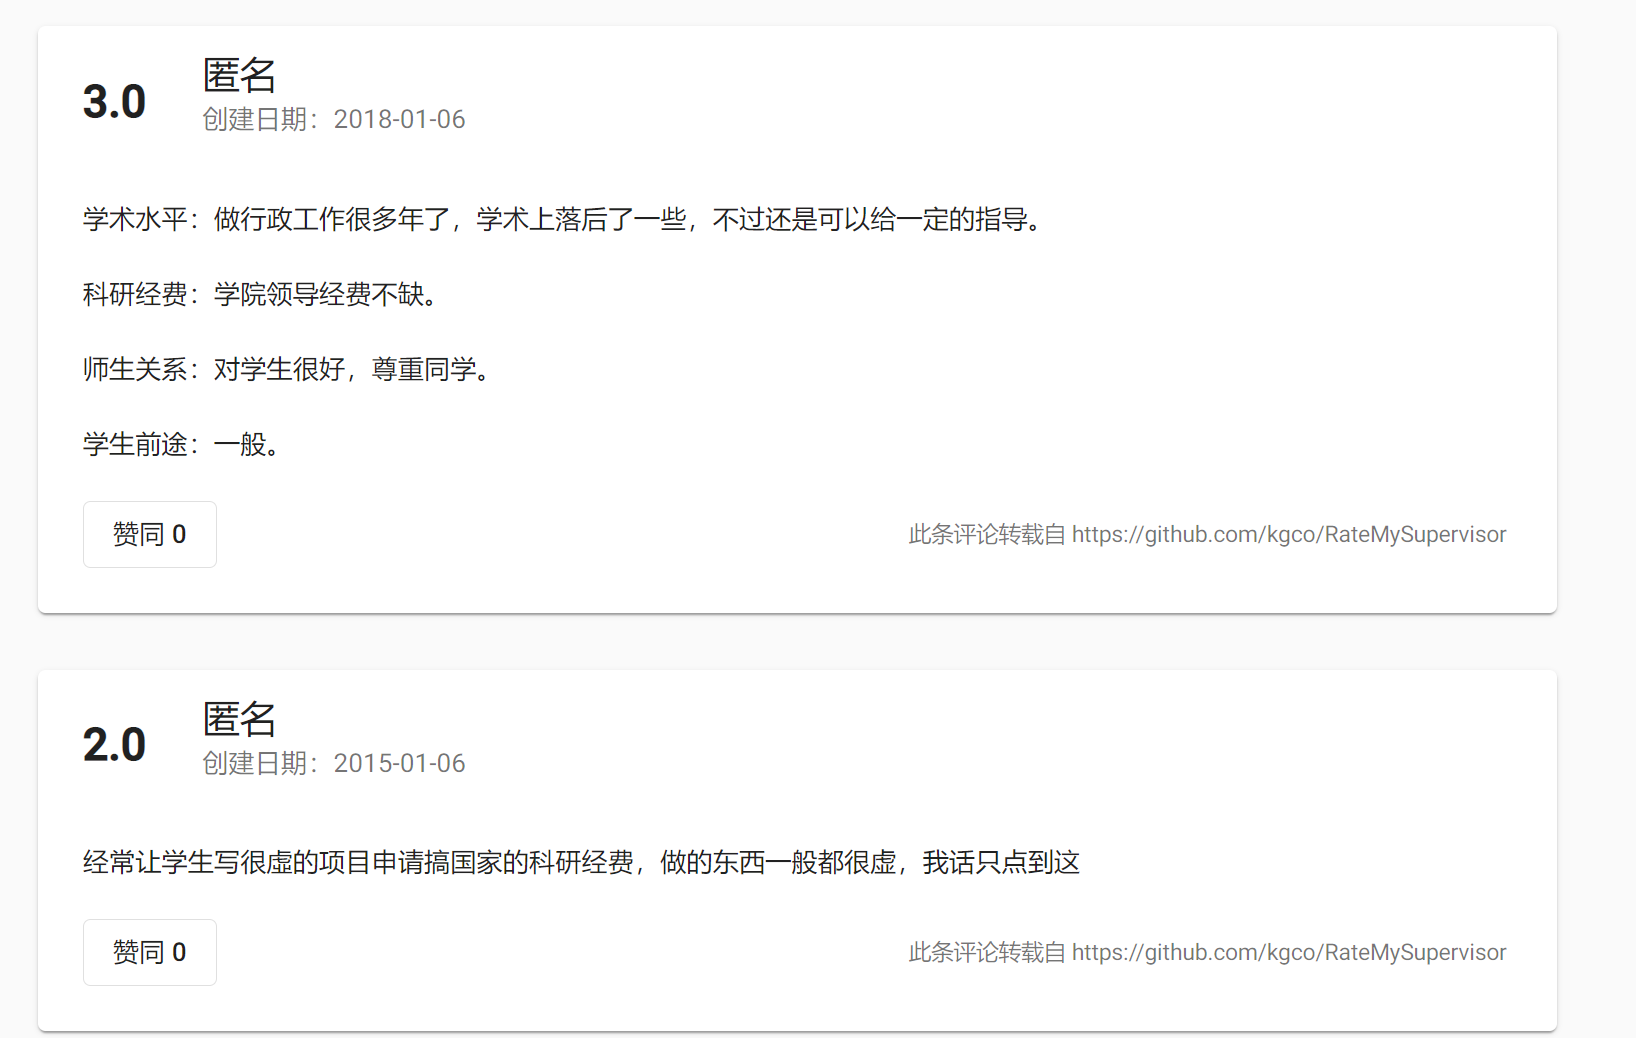 3.0
匿名
创建日期：2018-01-06
学术水平：做行政工作很多年了，学术上落后了一些，不过还是可以给一定的指导。
科研经费：学院领导经费不缺。
师生关系：对学生很好，尊重同学。
学生前途：一般。
赞同 0
此条评论转载自 https://github.com/kgco/RateMySupervisor
2.0
匿名
创建日期：2015-01-06
经常让学生写很虚的项目申请搞国家的科研经费，做的东西一般都很虚，我话只点到这
赞同 0
此条评论转载自 https://github.com/kgco/RateMySupervisor